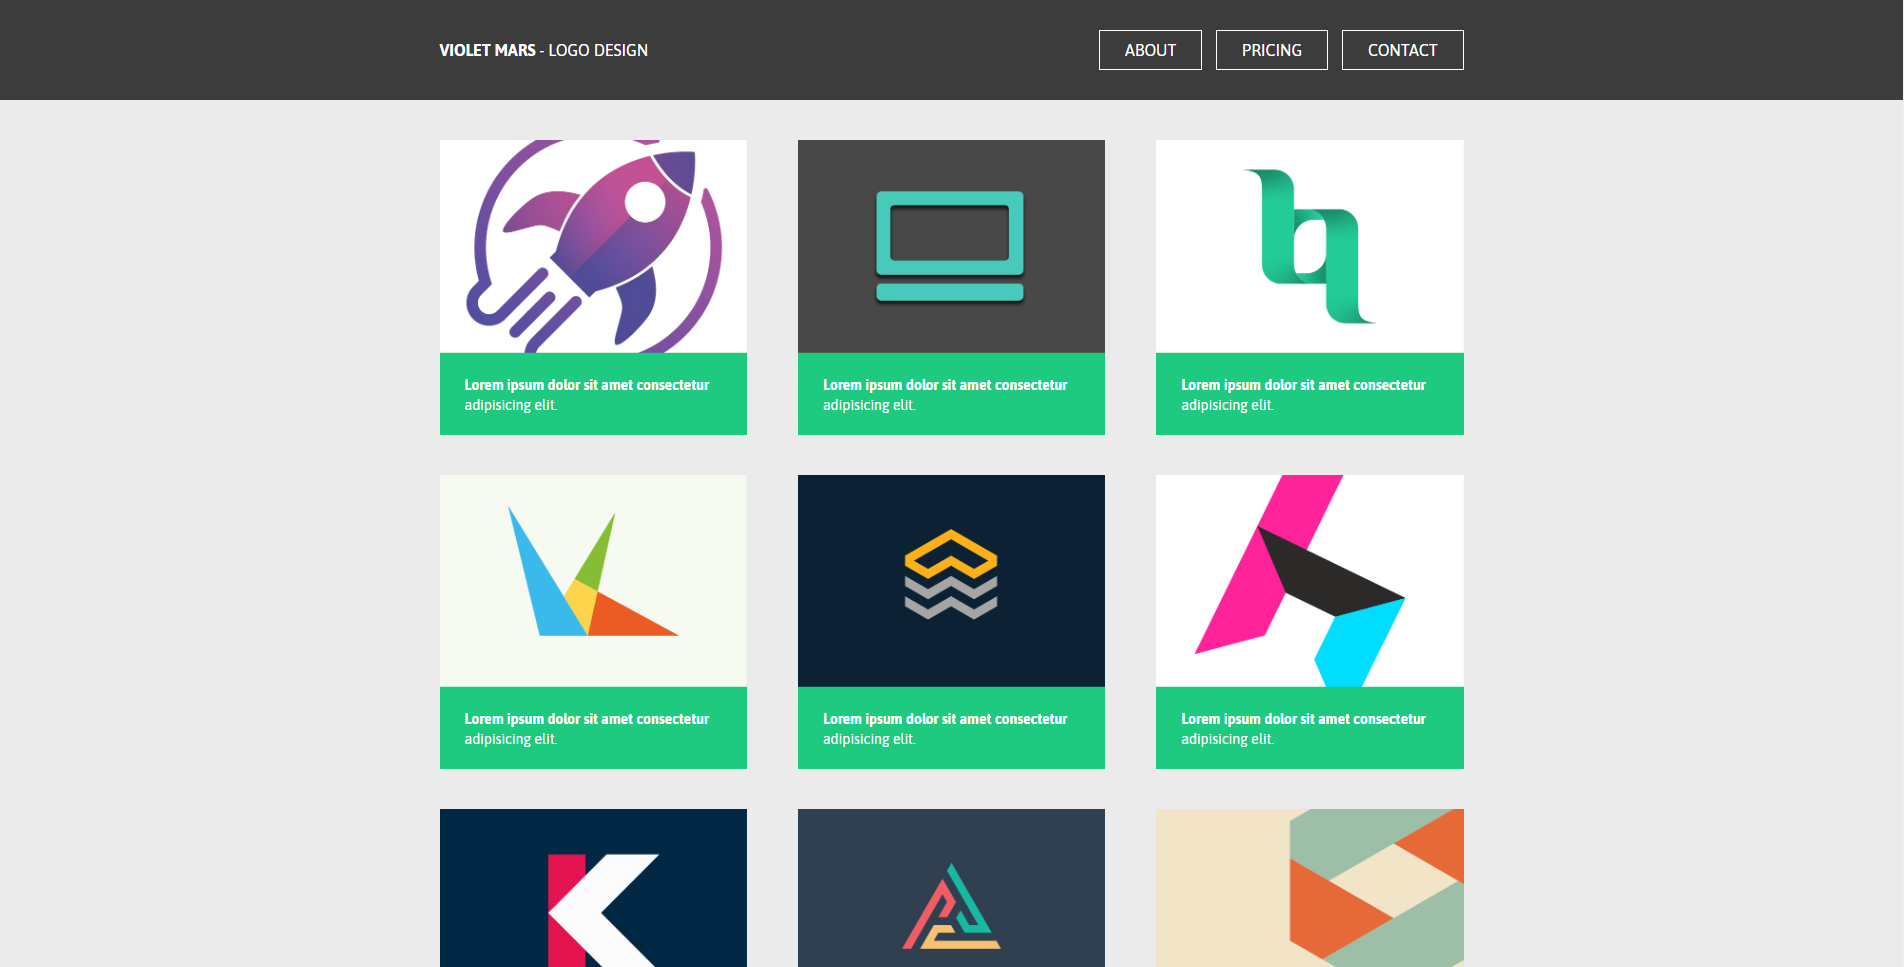 VIOLET MARS - LOGO DESIGN
ABOUT
PRICING
CONTACT
Lorem ipsum dolor sit amet consectetur
adipisicing elit.
Lorem ipsum dolor sit amet consectetur
adipisicing elit.
Lorem ipsum dolor sit amet consectetur
adipisicing elit.
Lorem ipsum dolor sit amet consectetur
adipisicing elit.
Lorem ipsum dolor sit amet consectetur
adipisicing elit.
Lorem ipsum dolor sit amet consectetur
adipisicing elit.
K